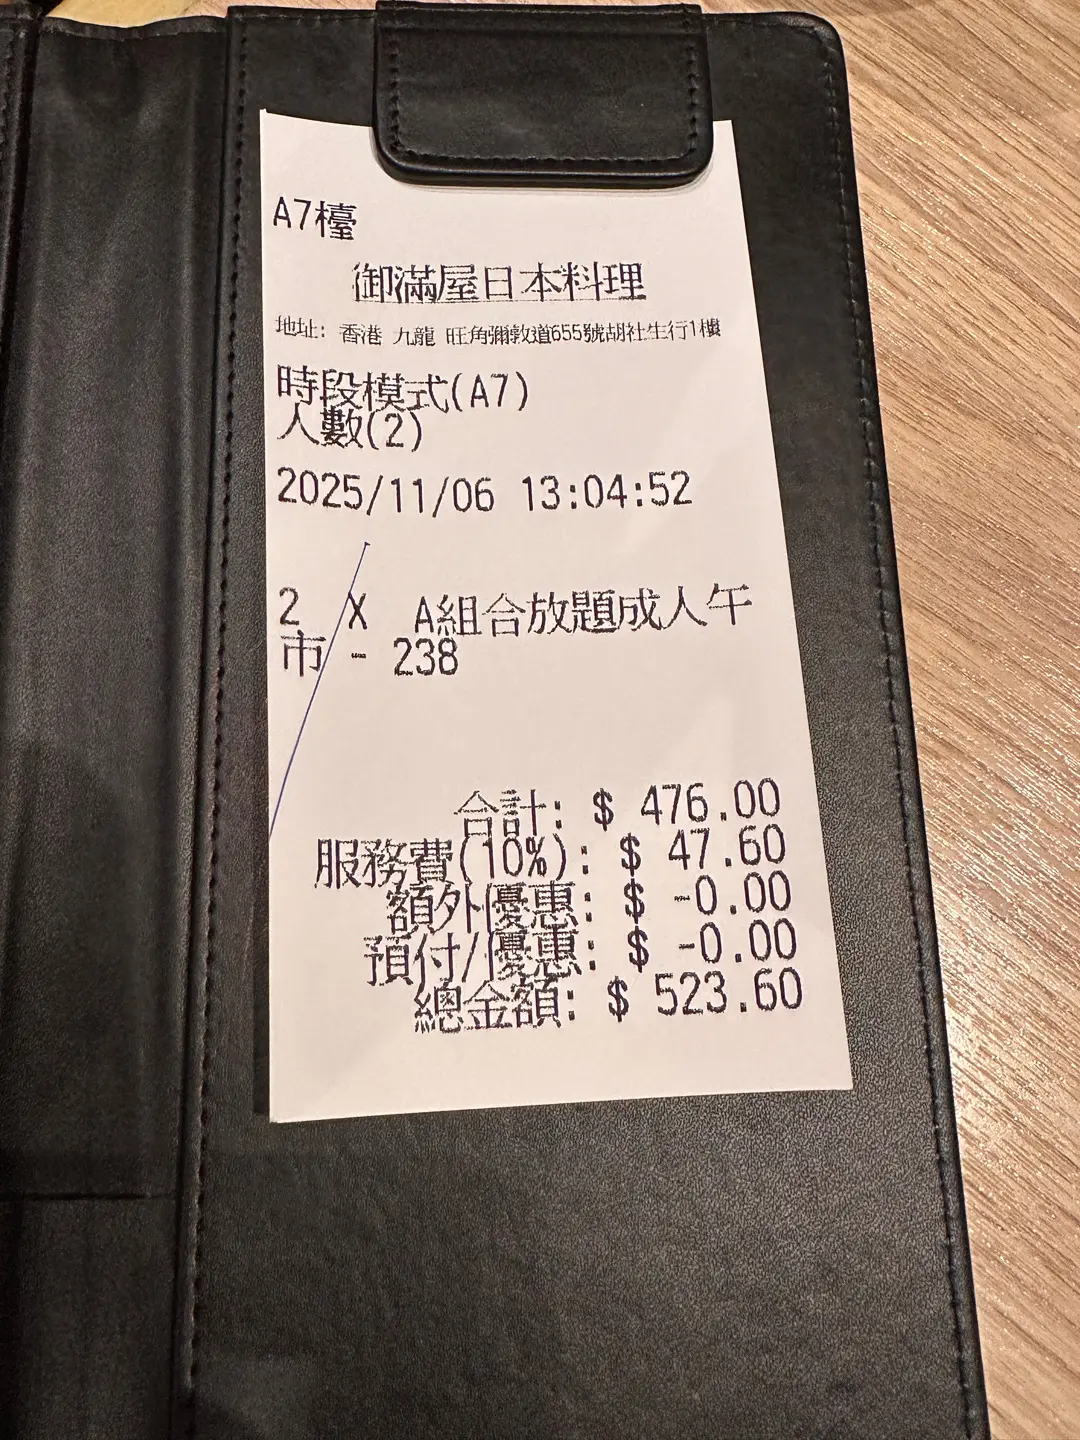 A7檯
御滿屋日本料理
地址: 香港 九龍 旺角彌敦道655號胡社生行1樓
時段模式(A7)
人數(2)
2025/11/06 13:04:52
2 X A組合放題成人午
市 - 238
合計: $ 476.00
服務費(10%): $ 47.60
額外優惠: $ -0.00
預付/優惠: $ -0.00
總金額: $ 523.60